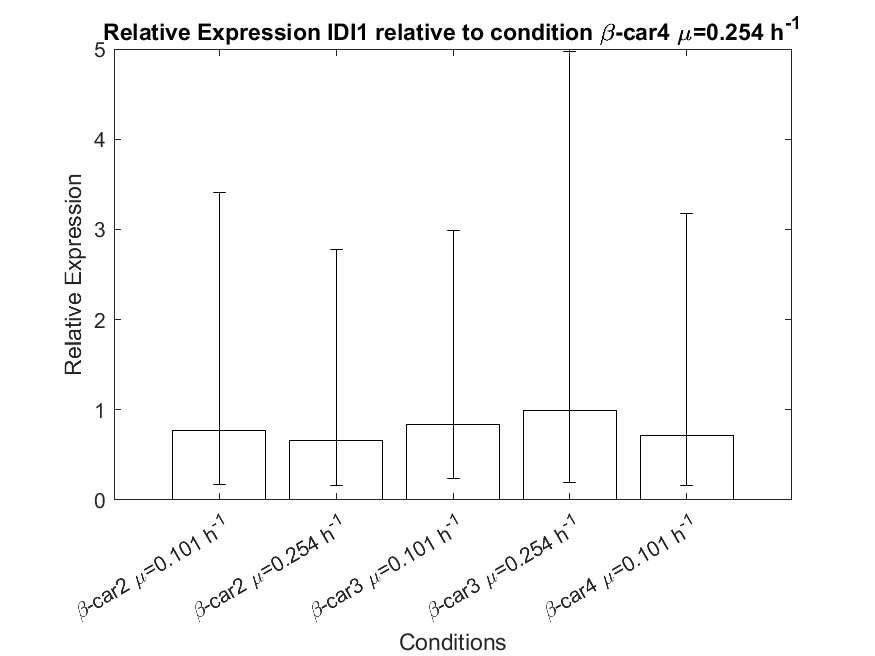 Relative Expression IDI1 relative to condition β-car4 μ=0.254 h⁻¹
Relative Expression
5
4
3
2
1
0
β-car2 μ=0.101 h⁻¹
β-car2 μ=0.254 h⁻¹
β-car3 μ=0.101 h⁻¹
β-car3 μ=0.254 h⁻¹
β-car4 μ=0.101 h⁻¹
Conditions